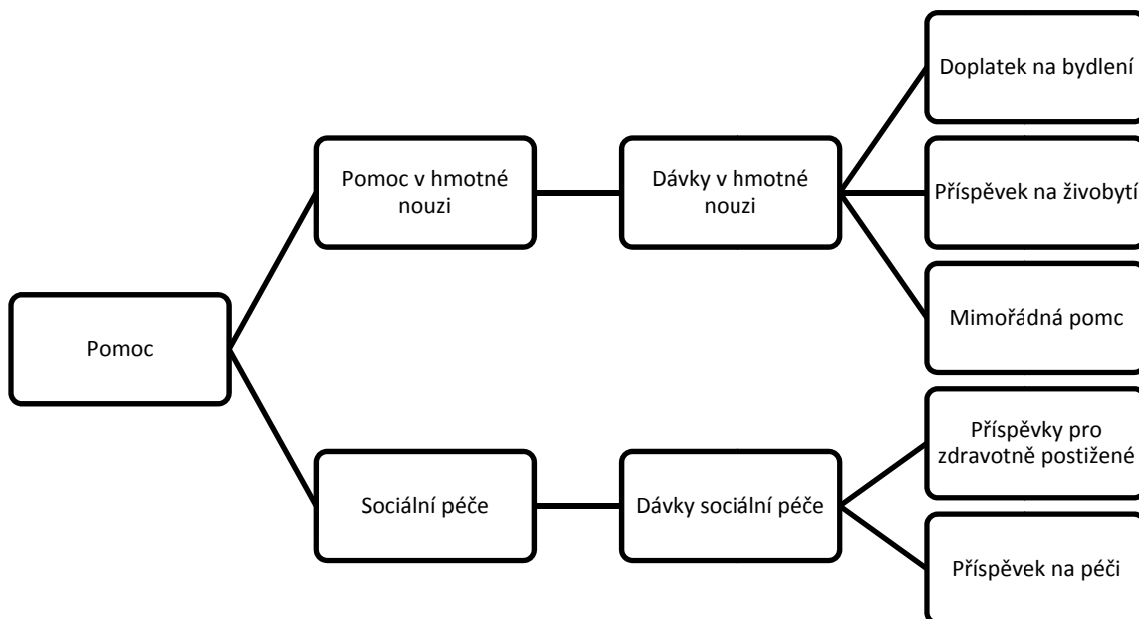 Doplatek na bydlení
Pomoc v hmotné
nouzi
Dávky v hmotné
nouzi
Příspěvek na živobytí
Mimořádná pomc
Pomoc
Příspěvky pro
zdravotně postižené
Sociální péče
Dávky sociální péče
Příspěvek na péči